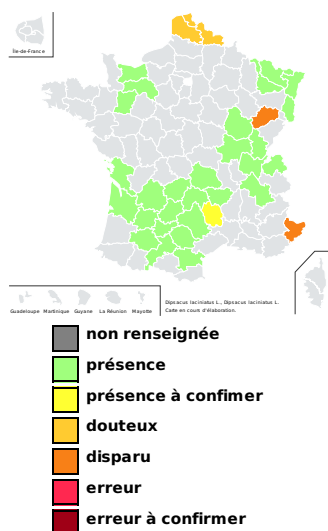 Île-de-France
Guadeloupe Martinique Guyane La Réunion Mayotte
Dipsacus laciniatus L., Dipsacus laciniatus L.
Carte en cours d'élaboration.
non renseignée
présence
présence à confimer
douteux
disparu
erreur
erreur à confirmer